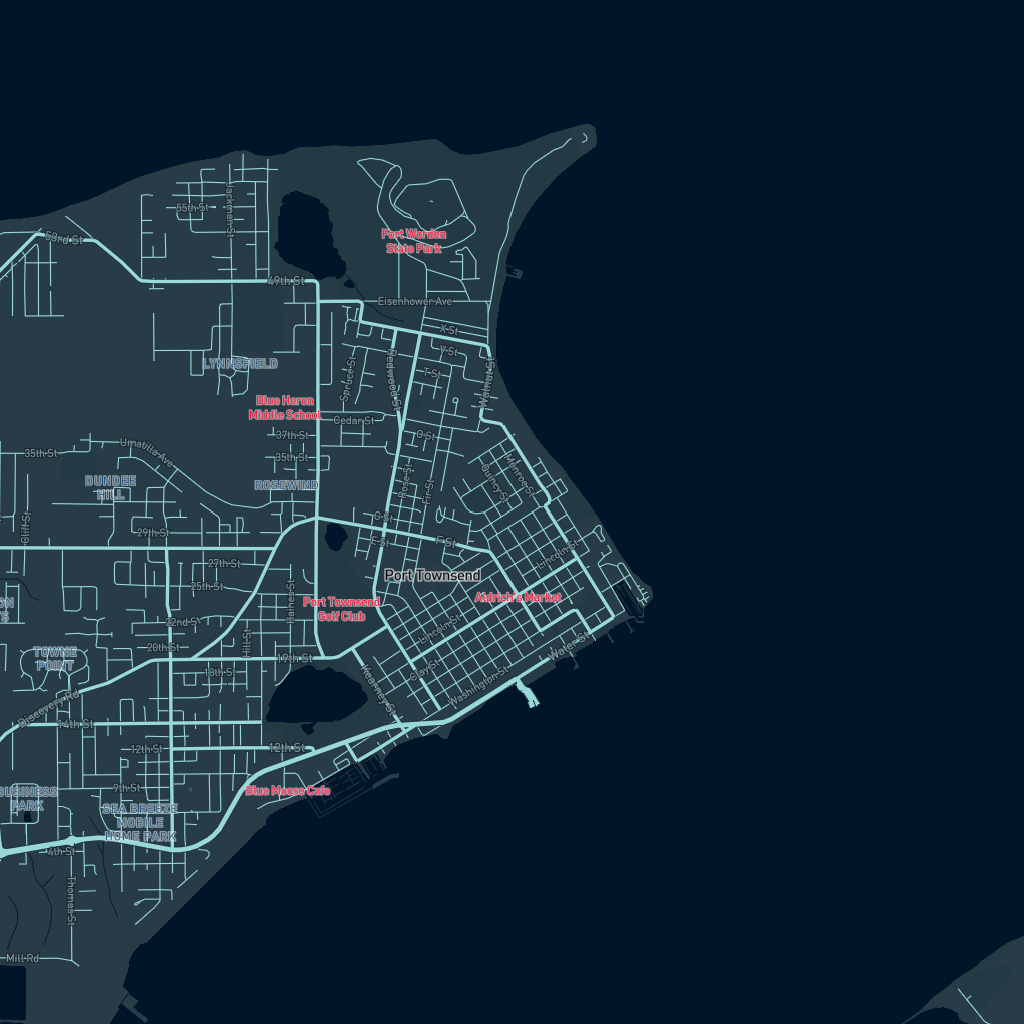 Jackman St
55th St
Fort Worden
State Park
53rd St
49th St
Eisenhower Ave
X St
V St
T St
Walnut St
LYNNSFIELD
Spruce St
Redwood St
Blue Heron
Middle School
Cedar St
37th St
O St
Umatilla Ave
35th St
35th St
Monroe St
Quincy St
DUNDEE
HILL
ROSEWIND
Rose St
Fir St
Cliff St
29th St
G St
E St
F St
Lincoln St
27th St
Port Townsend
25th St
Haines St
Aldrich's Market
Port Townsend
Golf Club
22nd St
Lincoln St
Hill St
20th St
Water St
TOWNE
POINT
19th St
Clay St
18th St
Kearney St
Washington St
Discovery Rd
14th St
12th St
12th St
9th St
Blue Moose Cafe
BUSINESS
PARK
SEA BREEZE
MOBILE
HOME PARK
4th St
Thomas St
Mill Rd